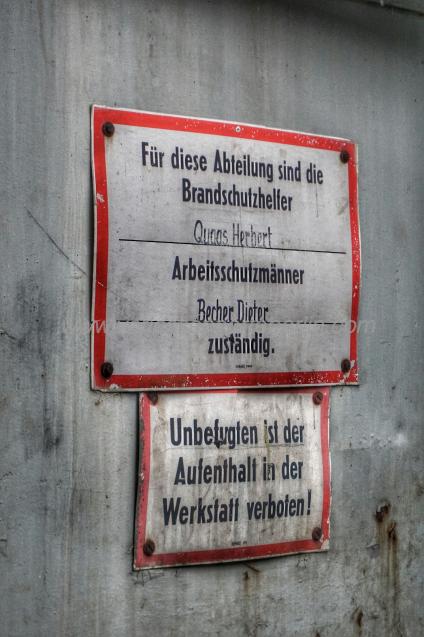 Für diese Abteilung sind die
Brandschutzhelfer
Quaas Herbert
Arbeitsschutzmänner
Becher, Dieter
zuständig.
Unbefugten ist der
Aufenthalt in der
Werkstatt verboten!